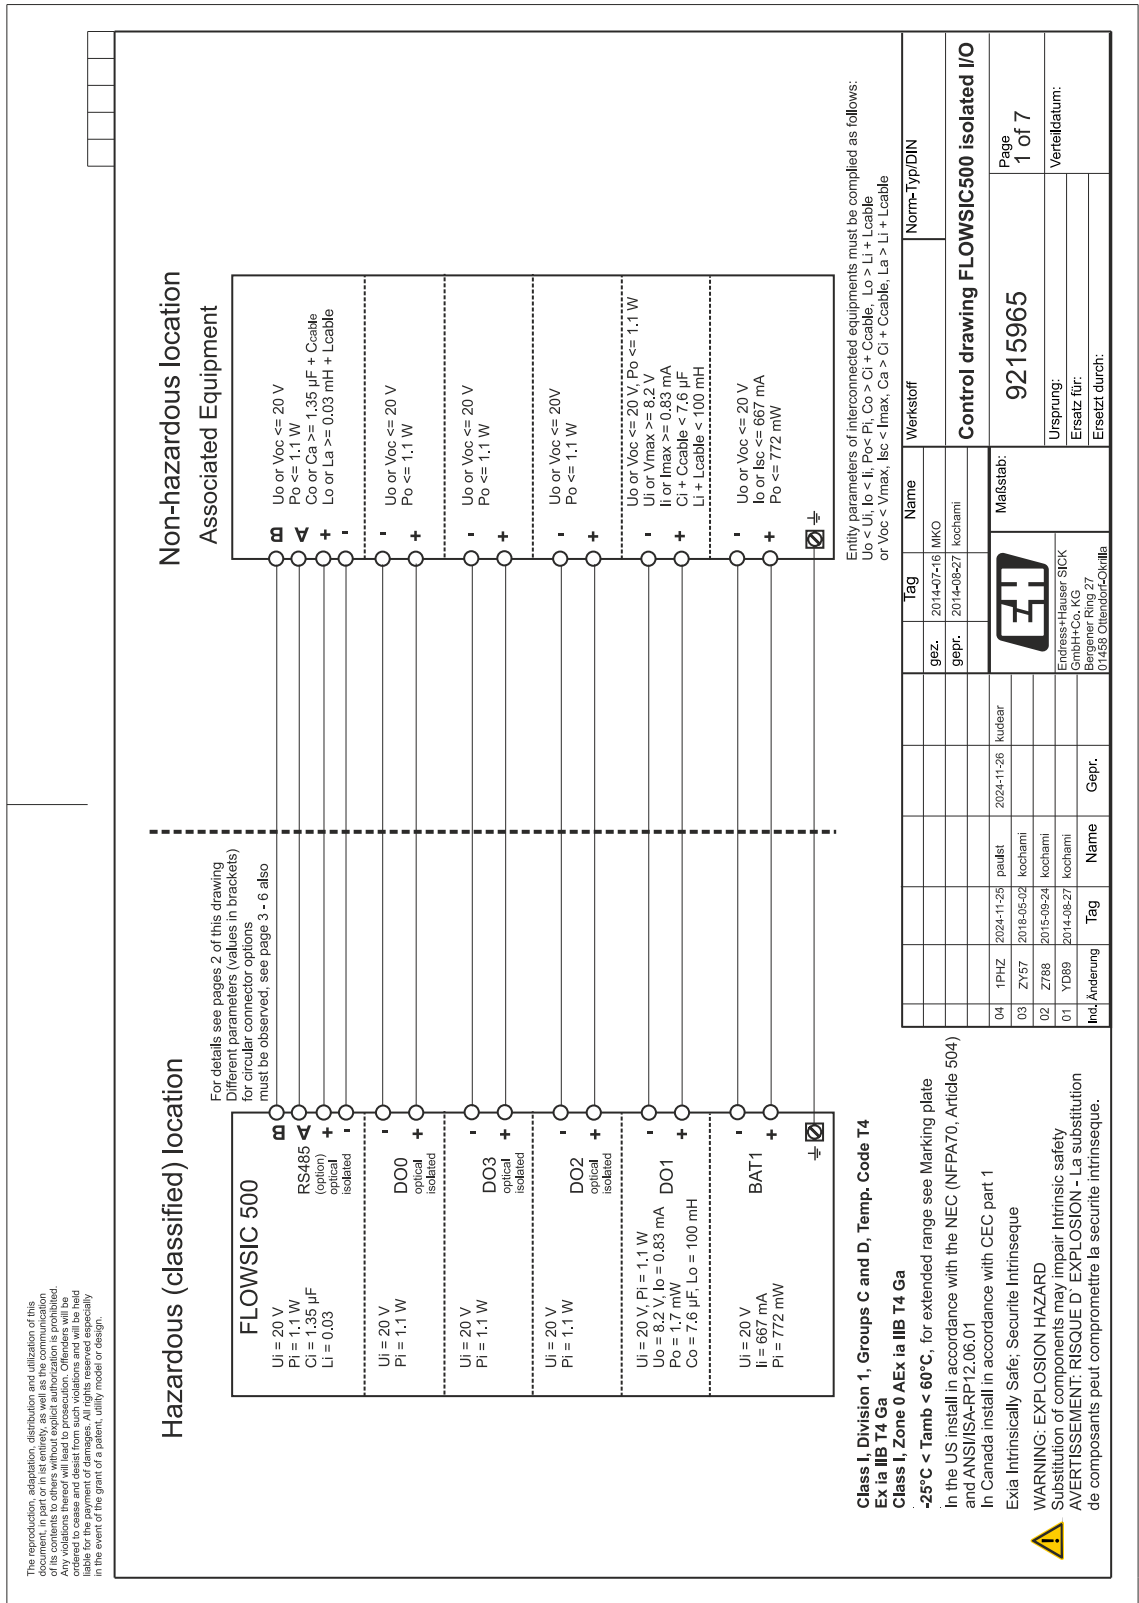 The reproduction, adaptation, distribution and utilization of this
document, in part or in ist entirety, as well as the communication
of its contents to others without explicit authorization is prohibited.
Any violations thereof will lead to prosecution. Offenders will be
ordered to cease and desist from such violations and will be held
liable for the payment of damages. All rights reserved especially
in the event of the grant of a patent, utility model or design.
Hazardous (classified) location
Non-hazardous location
For details see pages 2 of this drawing
Different parameters (values in brackets)
for circular connector options
must be observed, see page 3 - 6 also
FLOWSIC 500
Ui = 20 V
Pi = 1.1 W
Ci = 1.35 µF
Li = 0.03
RS485
(option)
optical
isolated
B
A
+
-
Ui = 20 V
Pi = 1.1 W
DO0
optical
isolated
-
+
Ui = 20 V
Pi = 1.1 W
DO3
optical
isolated
-
+
Ui = 20 V
Pi = 1.1 W
DO2
optical
isolated
-
+
Ui = 20 V, Pi = 1.1 W
Uo = 8.2 V, Io = 0.83 mA
Po = 1.7 mW
Co = 7.6 µF, Lo = 100 mH
DO1
-
+
Ui = 20 V
Ii = 667 mA
Pi = 772 mW
BAT1
-
+
Associated Equipment
B
A
+
-
Uo or Voc <= 20 V
Po <= 1.1 W
Co or Ca >= 1.35 µF + Ccable
Lo or La >= 0.03 mH + Lcable
-
+
Uo or Voc <= 20 V
Po <= 1.1 W
-
+
Uo or Voc <= 20 V
Po <= 1.1 W
-
+
Uo or Voc <= 20V
Po <= 1.1 W
-
+
Uo or Voc <= 20 V, Po <= 1.1 W
Ui or Vmax >= 8.2 V
Ii or Imax >= 0.83 mA
Ci + Ccable < 7.6 µF
Li + Lcable < 100 mH
-
+
Uo or Voc <= 20 V
Io or Isc <= 667 mA
Po <= 772 mW
Entity parameters of interconnected equipments must be complied as follows:
Uo < Ui, Io < Ii, Po< Pi, Co > Ci + Ccable, Lo > Li + Lcable
or Voc < Vmax, Isc < Imax, Ca > Ci + Ccable, La > Li + Lcable
Class I, Division 1, Groups C and D, Temp. Code T4
Ex ia IIB T4 Ga
Class I, Zone 0 AEx ia IIB T4 Ga
-25°C < Tamb < 60°C, for extended range see Marking plate
In the US install in accordance with the NEC (NFPA70, Article 504)
and ANSI/ISA-RP12.06.01
In Canada install in accordance with CEC part 1
Exia Intrinsically Safe; Securite Intrinseque
WARNING: EXPLOSION HAZARD
Substitution of components may impair Intrinsic safety
AVERTISSEMENT: RISQUE D` EXPLOSION - La substitution
de composants peut compromettre la securite intrinseque.
04 1PHZ 2024-11-25 paulst 2024-11-26 kudear
03 ZY57 2018-05-02 kochami
02 Z788 2015-09-24 kochami
01 YD89 2014-08-27 kochami
Ind. Änderung Tag Name Gepr.
Tag Name
gez. 2014-07-16 MKO
gepr. 2014-08-27 kochami
EH
Endress+Hauser SICK
GmbH+Co. KG
Bergener Ring 27
01458 Ottendorf-Okrilla
Maßstab:
Werkstoff
Norm-Typ/DIN
Control drawing FLOWSIC500 isolated I/O
9215965
Page
1 of 7
Ursprung:
Ersatz für:
Ersetzt durch:
Verteildatum: